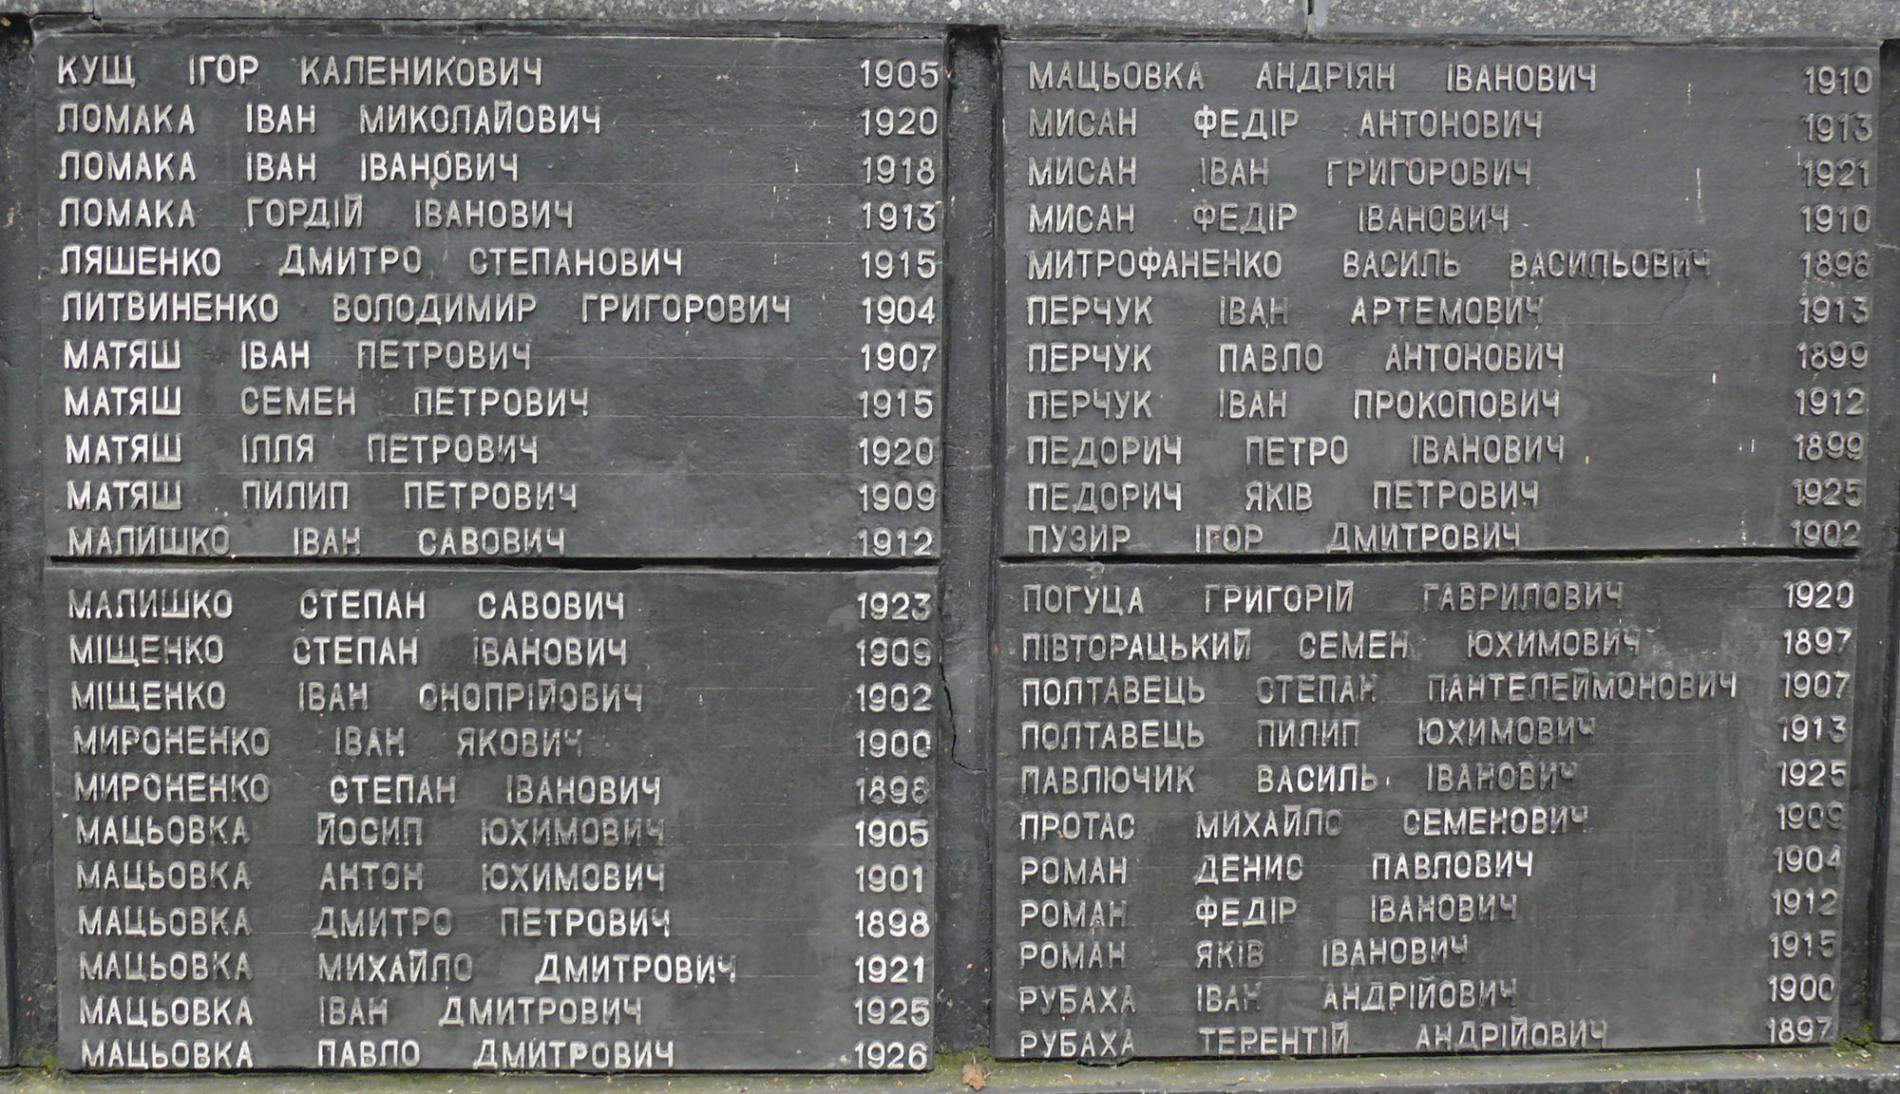 КУЩ ІГОР КАЛЕНИКОВИЧ 1905
ЛОМАКА ІВАН МИКОЛАЙОВИЧ 1920
ЛОМАКА ІВАН ІВАНОВИЧ 1918
ЛОМАКА ГОРДІЙ ІВАНОВИЧ 1913
ЛЯШЕНКО ДМИТРО СТЕПАНОВИЧ 1915
ЛИТВИНЕНКО ВОЛОДИМИР ГРИГОРОВИЧ 1904
МАТЯШ ІВАН ПЕТРОВИЧ 1907
МАТЯШ СЕМЕН ПЕТРОВИЧ 1915
МАТЯШ ІЛЛЯ ПЕТРОВИЧ 1920
МАТЯШ ПИЛИП ПЕТРОВИЧ 1909
МАЛИШКО ІВАН САВОВИЧ 1912
МАЛИШКО СТЕПАН САВОВИЧ 1923
МІЩЕНКО СТЕПАН ІВАНОВИЧ 1909
МІЩЕНКО ІВАН ОНОПРІЙОВИЧ 1902
МИРОНЕНКО ІВАН ЯКОВИЧ 1900
МИРОНЕНКО СТЕПАН ІВАНОВИЧ 1898
МАЦЬОВКА ЙОСИП ЮХИМОВИЧ 1905
МАЦЬОВКА АНТОН ЮХИМОВИЧ 1901
МАЦЬОВКА ДМИТРО ПЕТРОВИЧ 1898
МАЦЬОВКА МИХАЙЛО ДМИТРОВИЧ 1921
МАЦЬОВКА ІВАН ДМИТРОВИЧ 1925
МАЦЬОВКА ПАВЛО ДМИТРОВИЧ 1926
МАЦЬОВКА АНДРІЯН ІВАНОВИЧ 1910
МИСАН ФЕДІР АНТОНОВИЧ 1913
МИСАН ІВАН ГРИГОРОВИЧ 1921
МИСАН ФЕДІР ІВАНОВИЧ 1910
МИТРОФАНЕНКО ВАСИЛЬ ВАСИЛЬОВИЧ 1898
ПЕРЧУК ІВАН АРТЕМОВИЧ 1913
ПЕРЧУК ПАВЛО АНТОНОВИЧ 1899
ПЕРЧУК ІВАН ПРОКОПОВИЧ 1912
ПЕДОРИЧ ПЕТРО ІВАНОВИЧ 1899
ПЕДОРИЧ ЯКІВ ПЕТРОВИЧ 1925
ПУЗИР ІГОР ДМИТРОВИЧ 1902
ПОГУЦА ГРИГОРІЙ ГАВРИЛОВИЧ 1920
ПІВТОРАЦЬКИЙ СЕМЕН ЮХИМОВИЧ 1897
ПОЛТАВЕЦЬ СТЕПАН ПАНТЕЛЕЙМОНОВИЧ 1907
ПОЛТАВЕЦЬ ПИЛИП ЮХИМОВИЧ 1913
ПАВЛЮЧИК ВАСИЛЬ ІВАНОВИЧ 1925
ПРОТАС МИХАЙЛО СЕМЕНОВИЧ 1909
РОМАН ДЕНИС ПАВЛОВИЧ 1904
РОМАН ФЕДІР ІВАНОВИЧ 1912
РОМАН ЯКІВ ІВАНОВИЧ 1915
РУБАХА ІВАН АНДРІЙОВИЧ 1900
РУБАХА ТЕРЕНТІЙ АНДРІЙОВИЧ 1897